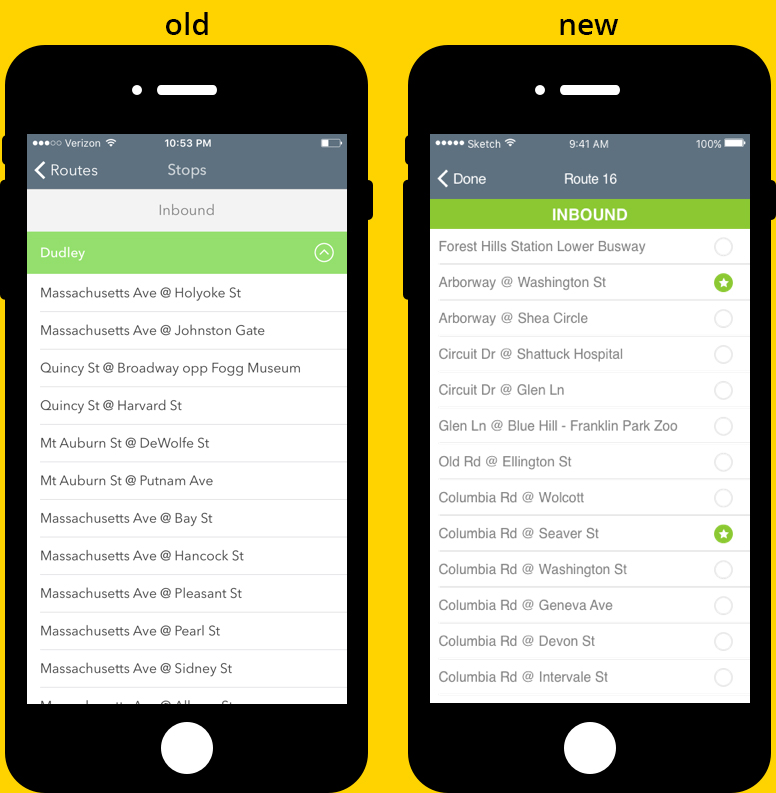 old
Verizon 10:53 PM
Routes Stops
Inbound
Dudley
Massachusetts Ave @ Holyoke St
Massachusetts Ave @ Johnston Gate
Quincy St @ Broadway opp Fogg Museum
Quincy St @ Harvard St
Mt Auburn St @ DeWolfe St
Mt Auburn St @ Putnam Ave
Massachusetts Ave @ Bay St
Massachusetts Ave @ Hancock St
Massachusetts Ave @ Pleasant St
Massachusetts Ave @ Pearl St
Massachusetts Ave @ Sidney St
new
Sketch 9:41 AM 100%
Done Route 16
INBOUND
Forest Hills Station Lower Busway
Arborway @ Washington St
Arborway @ Shea Circle
Circuit Dr @ Shattuck Hospital
Circuit Dr @ Glen Ln
Glen Ln @ Blue Hill - Franklin Park Zoo
Old Rd @ Ellington St
Columbia Rd @ Wolcott
Columbia Rd @ Seaver St
Columbia Rd @ Washington St
Columbia Rd @ Geneva Ave
Columbia Rd @ Devon St
Columbia Rd @ Intervale St